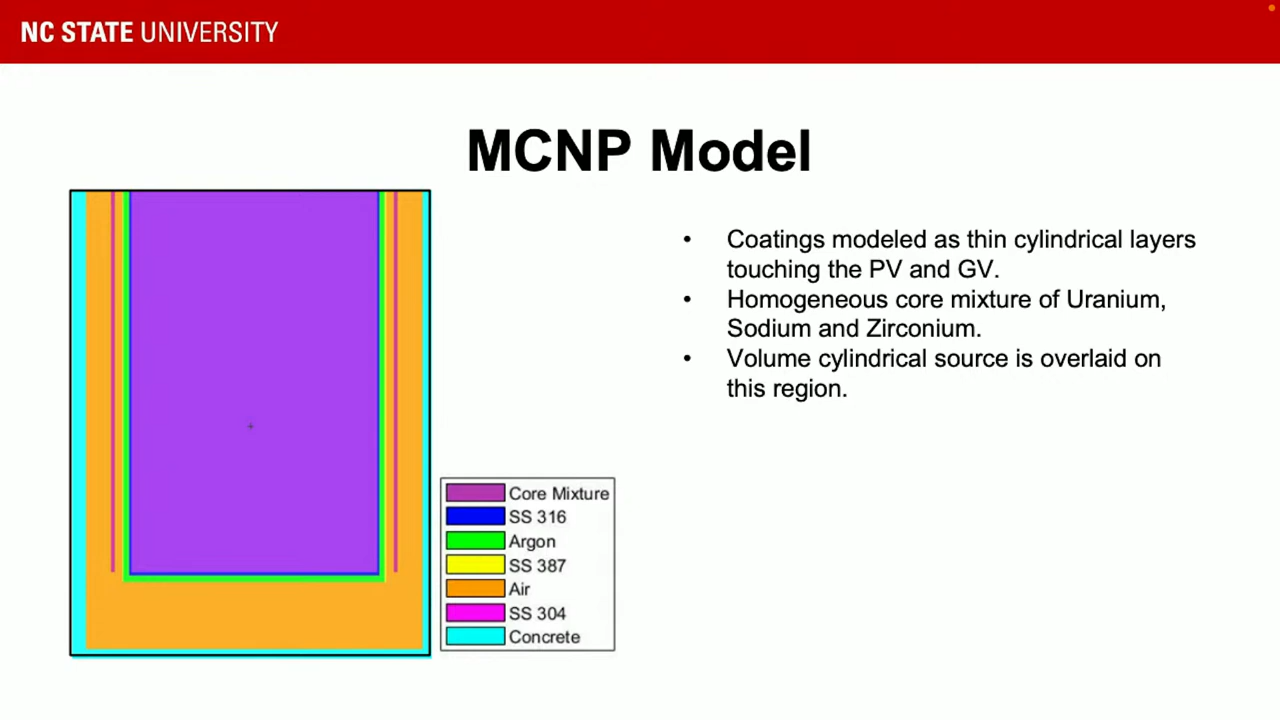 NC STATE UNIVERSITY
MCNP Model
• Coatings modeled as thin cylindrical layers
touching the PV and GV.
• Homogeneous core mixture of Uranium,
Sodium and Zirconium.
• Volume cylindrical source is overlaid on
this region.
Core Mixture
SS 316
Argon
SS 387
Air
SS 304
Concrete